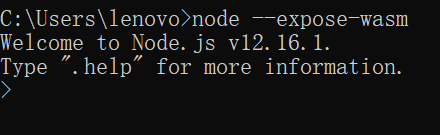 C:\Users\lenovo>node --expose-wasm
Welcome to Node.js v12.16.1.
Type ".help" for more information.
>